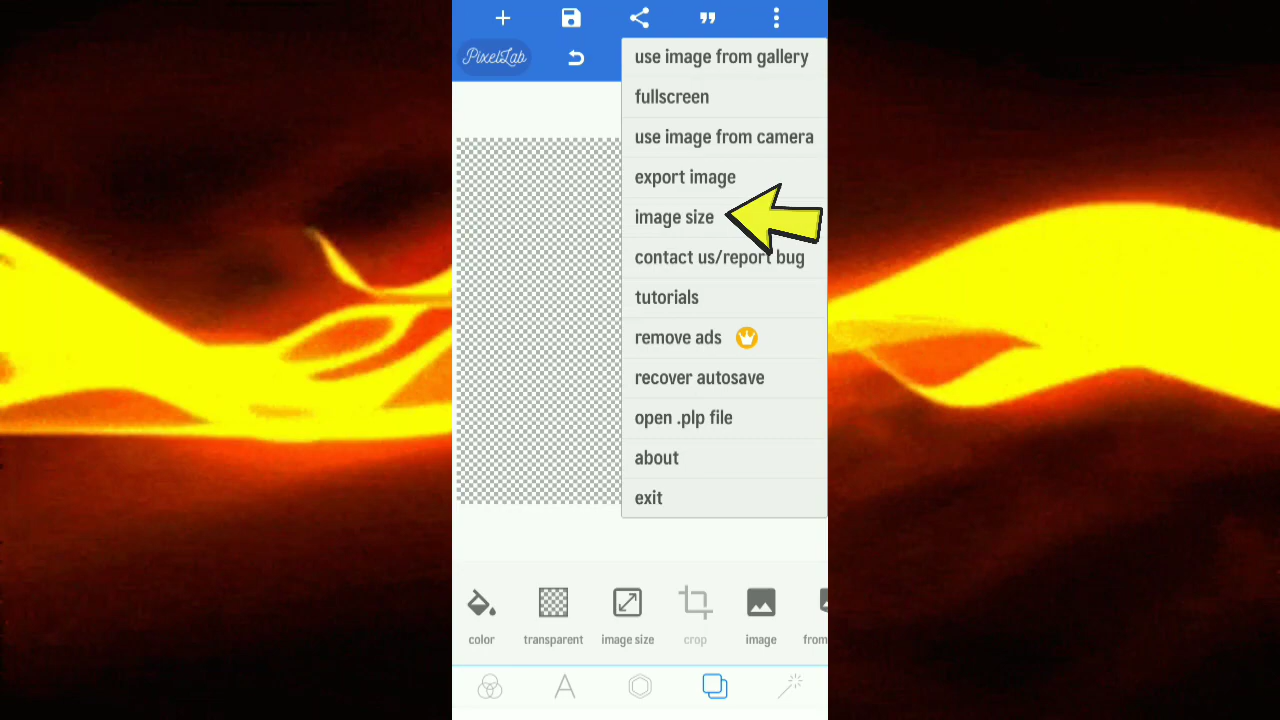 PixelLab
use image from gallery
fullscreen
use image from camera
export image
image size
contact us/report bug
tutorials
remove ads
recover autosave
open .plp file
about
exit
color
transparent
image size
crop
image
from